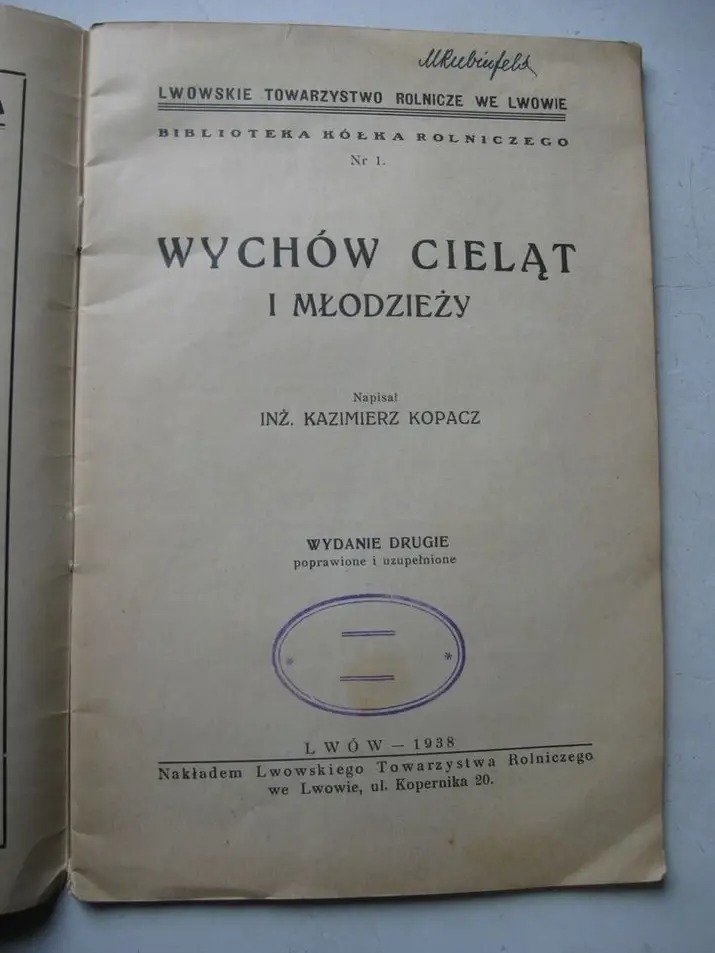 MRubinfeld
LWOWSKIE TOWARZYSTWO ROLNICZE WE LWOWIE
BIBLIOTEKA KÓŁKA ROLNICZEGO
Nr 1.
WYCHÓW CIELĄT
I MŁODZIEŻY
Napisał
INŻ. KAZIMIERZ KOPACZ
WYDANIE DRUGIE
poprawione i uzupełnione
LWÓW — 1938
Nakładem Lwowskiego Towarzystwa Rolniczego
we Lwowie, ul. Kopernika 20.